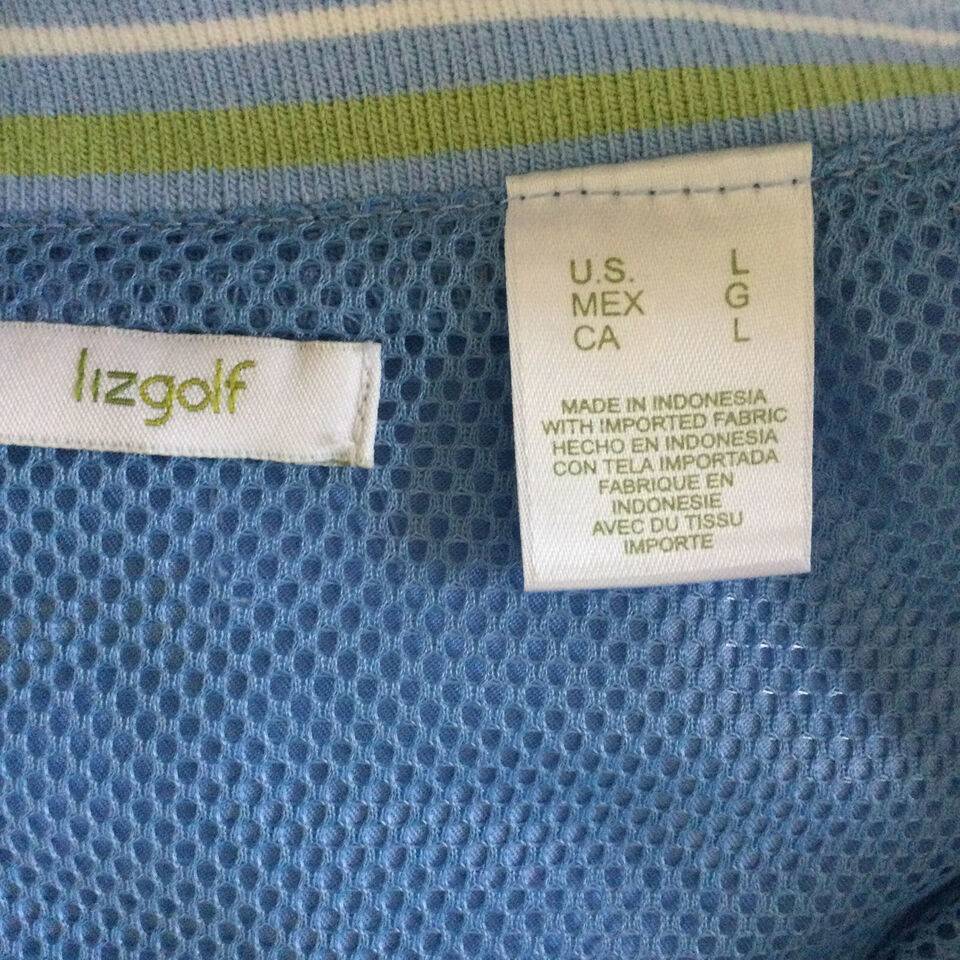 lizgolf
U.S. L
MEX G
CA L
MADE IN INDONESIA
WITH IMPORTED FABRIC
HECHO EN INDONESIA
CON TELA IMPORTADA
FABRIQUE EN
INDONESIE
AVEC DU TISSU
IMPORTE